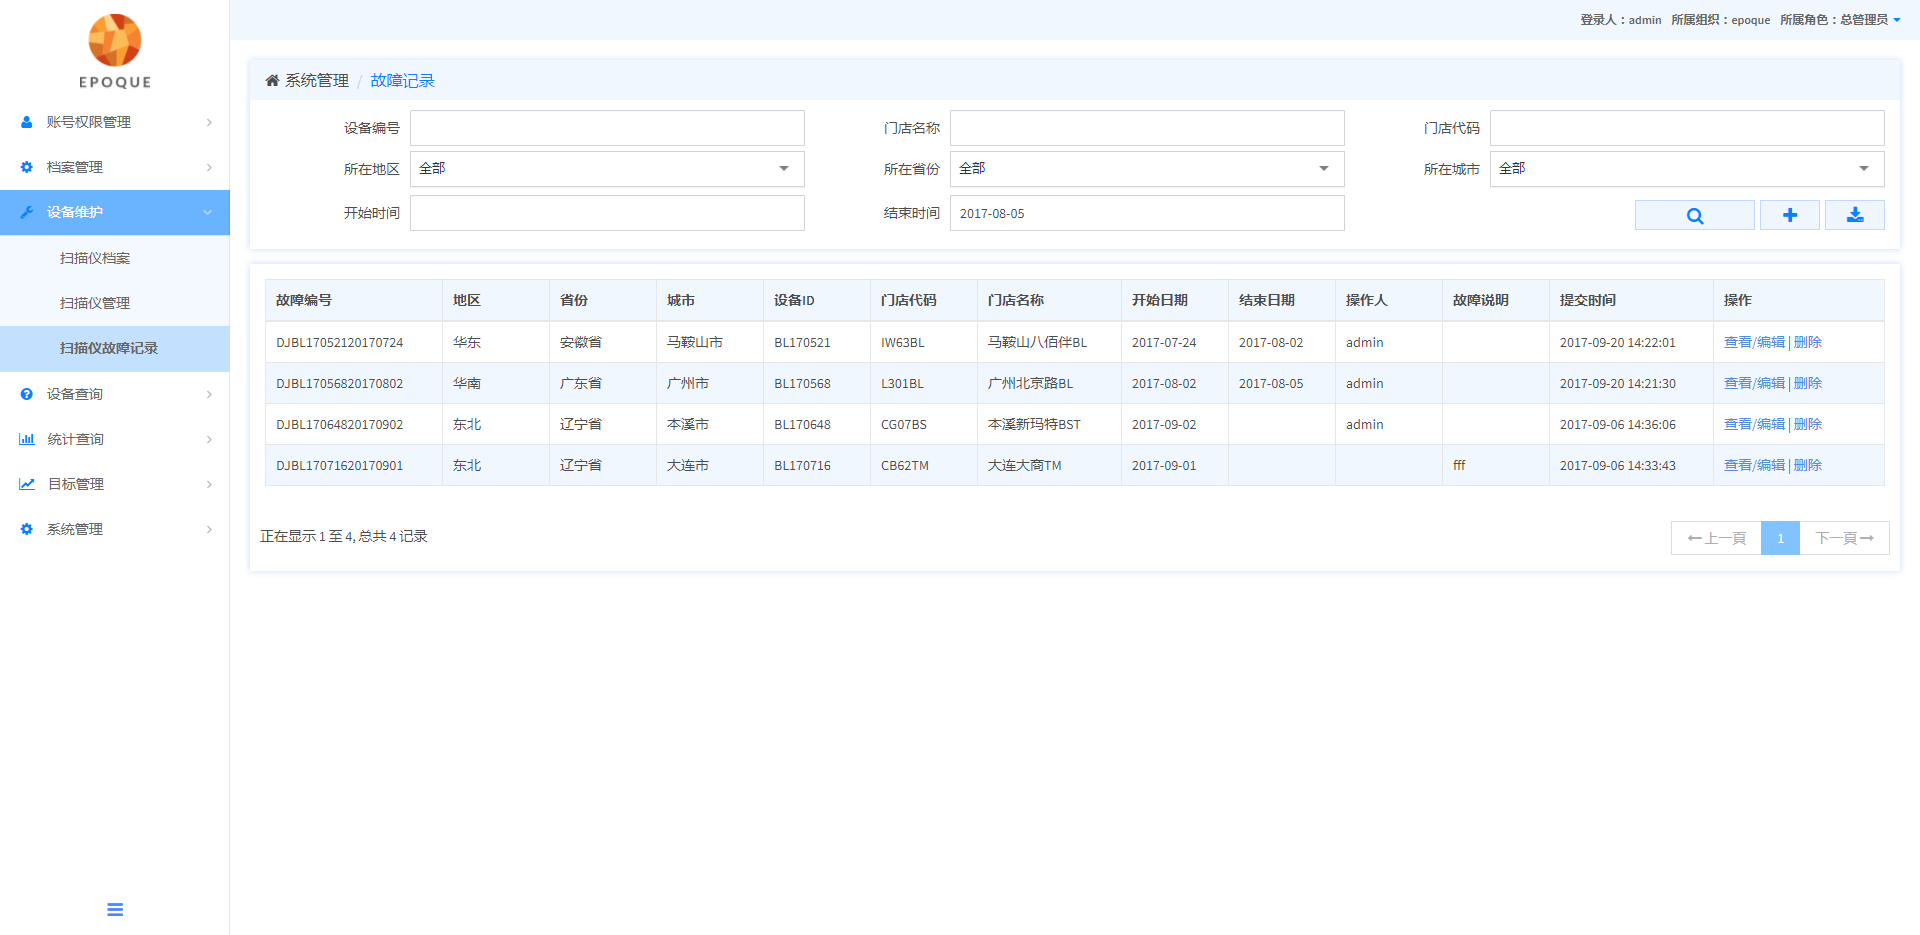 EPOQUE
登录人：admin 所属组织：epoque 所属角色：总管理员
账号权限管理
档案管理
设备维护
扫描仪档案
扫描仪管理
扫描仪故障记录
设备查询
统计查询
目标管理
系统管理
系统管理 / 故障记录
设备编号 门店名称 门店代码
所在地区 全部 所在省份 全部 所在城市 全部
开始时间 结束时间 2017-08-05
故障编号 地区 省份 城市 设备ID 门店代码 门店名称 开始日期 结束日期 操作人 故障说明 提交时间 操作
DJBL17052120170724 华东 安徽省 马鞍山市 BL170521 IW63BL 马鞍山八佰伴BL 2017-07-24 2017-08-02 admin 2017-09-20 14:22:01 查看/编辑 | 删除
DJBL17056820170802 华南 广东省 广州市 BL170568 L301BL 广州北京路BL 2017-08-02 2017-08-05 admin 2017-09-20 14:21:30 查看/编辑 | 删除
DJBL17064820170902 东北 辽宁省 本溪市 BL170648 CG07BS 本溪新玛特BST 2017-09-02 admin 2017-09-06 14:36:06 查看/编辑 | 删除
DJBL17071620170901 东北 辽宁省 大连市 BL170716 CB62TM 大连大商TM 2017-09-01 fff 2017-09-06 14:33:43 查看/编辑 | 删除
正在显示 1 至 4, 总共 4 记录
←上一頁 1 下一頁→